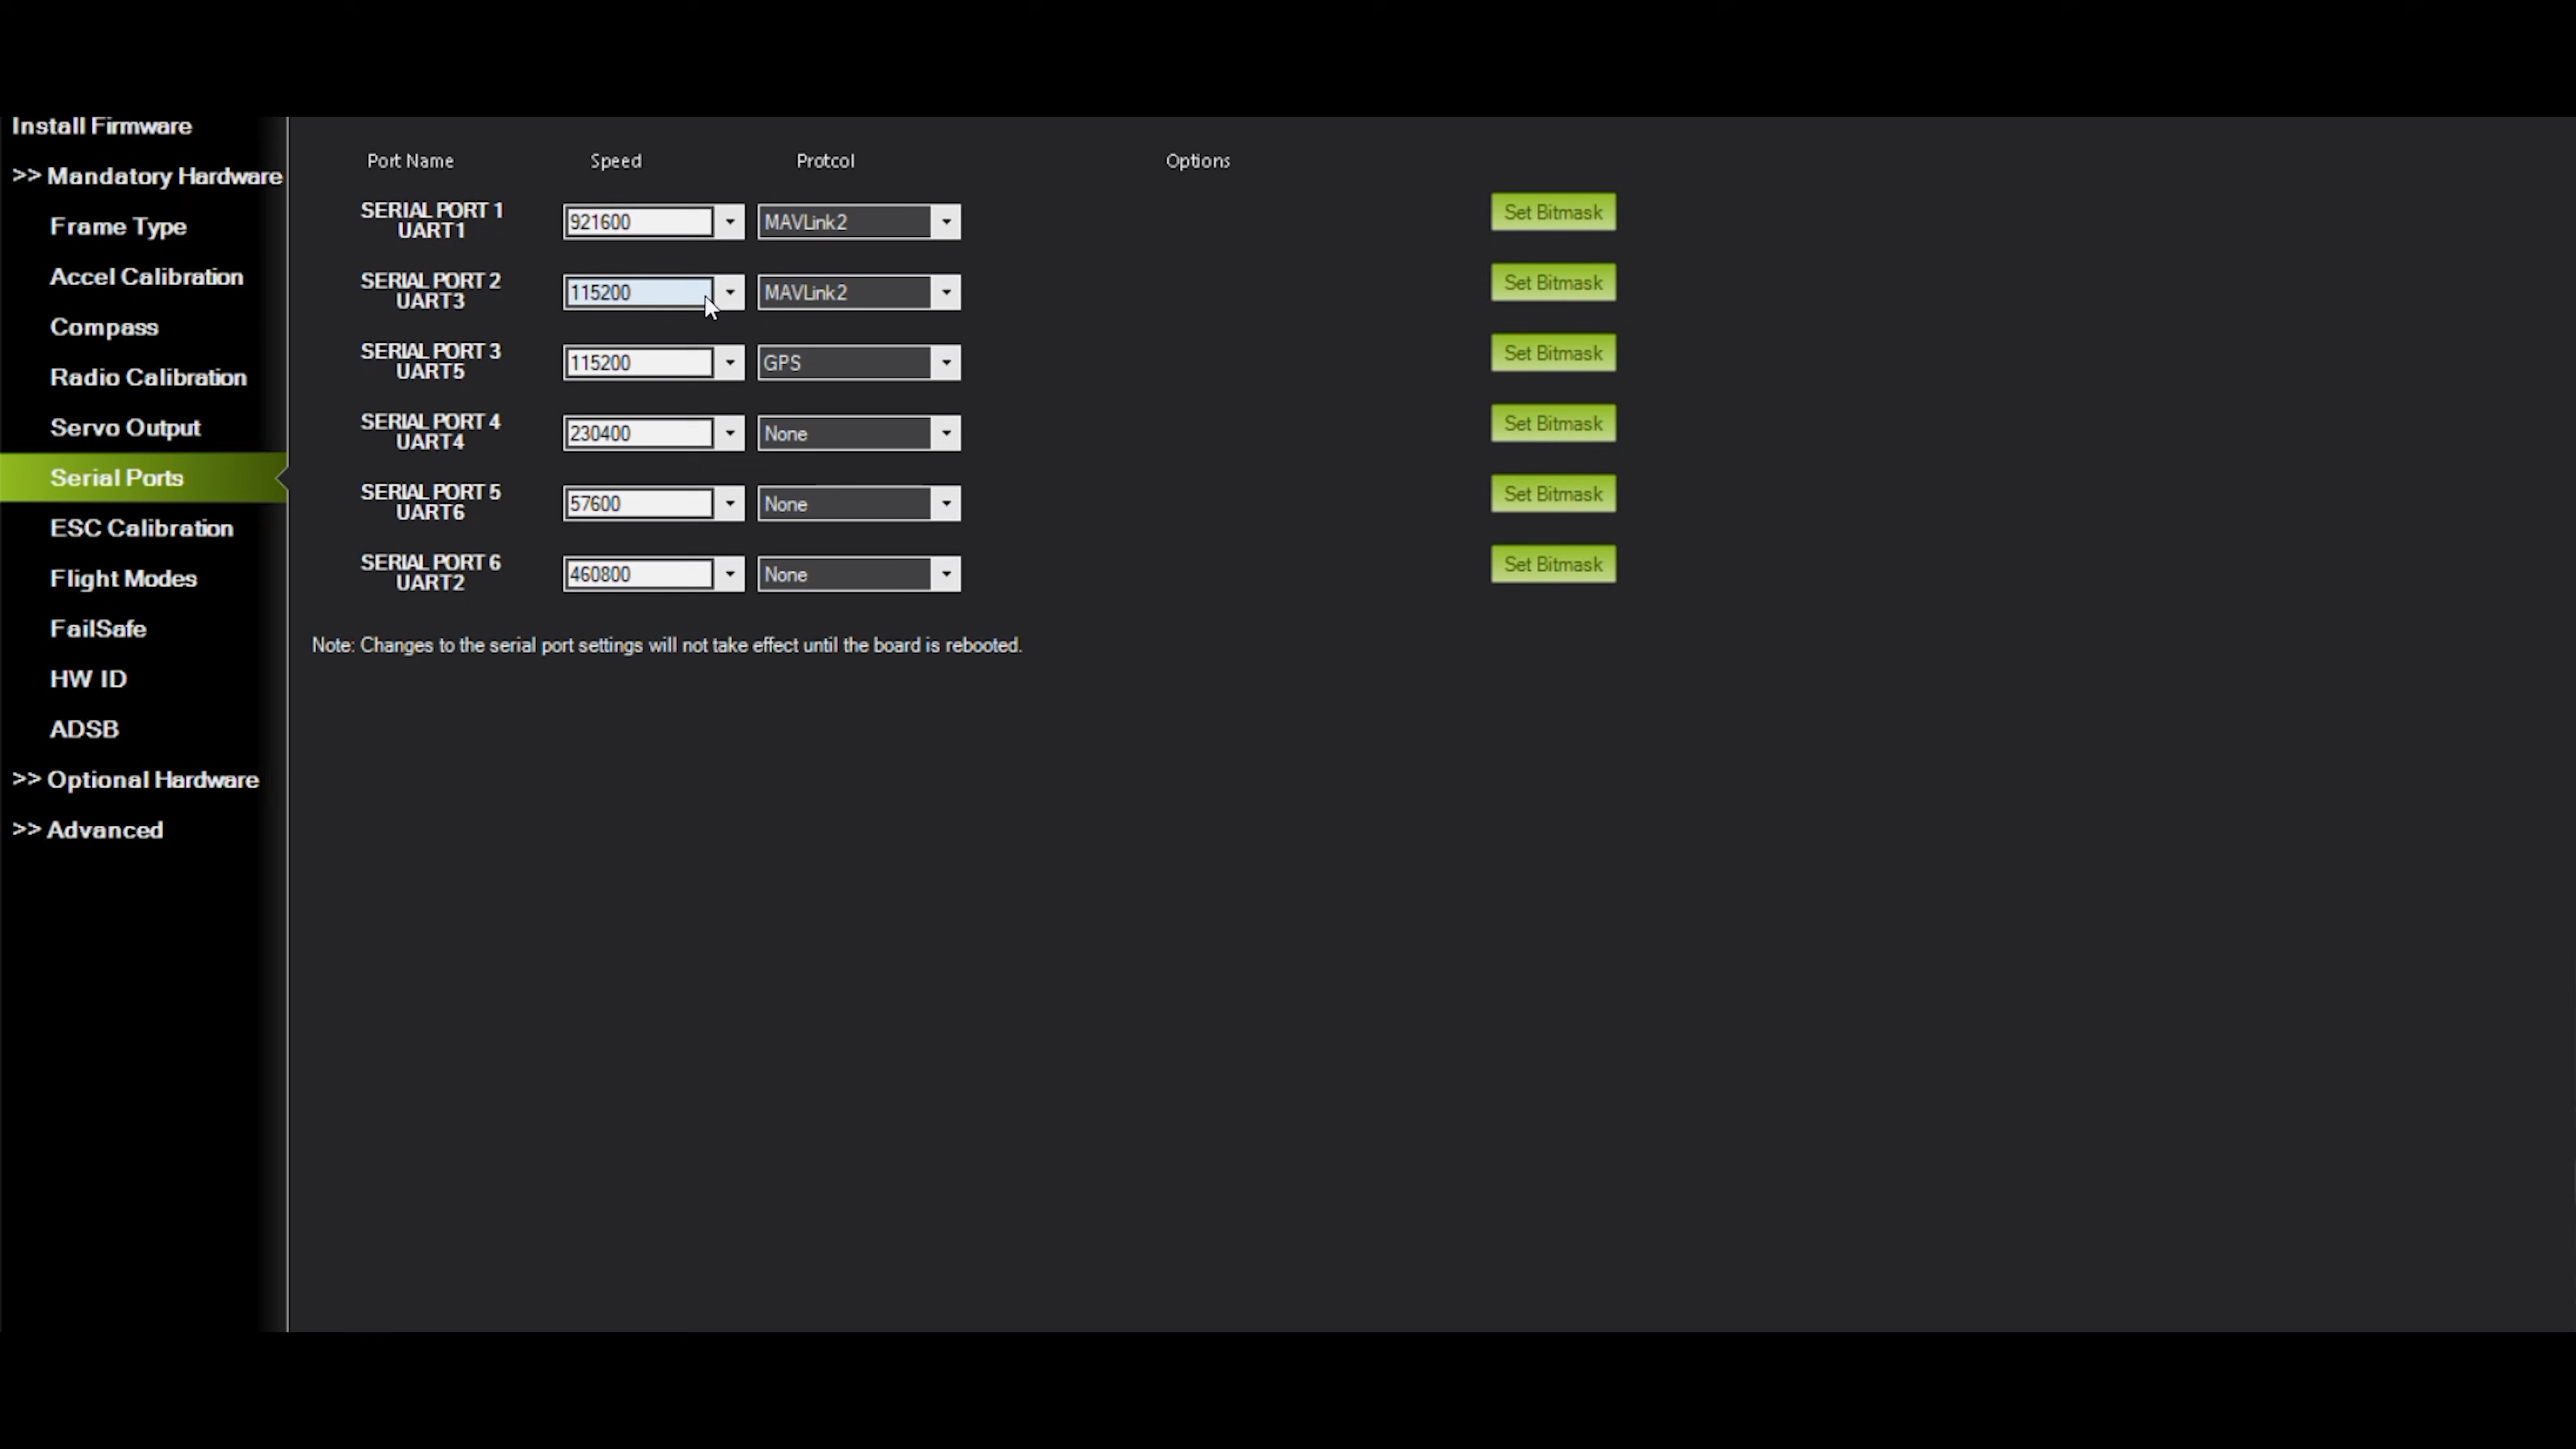 Install Firmware
>> Mandatory Hardware
Frame Type
Accel Calibration
Compass
Radio Calibration
Servo Output
Serial Ports
ESC Calibration
Flight Modes
FailSafe
HW ID
ADSB
>> Optional Hardware
>> Advanced
Port Name Speed Protcol Options
SERIAL PORT 1
UART1 921600 MAVLink2 Set Bitmask
SERIAL PORT 2
UART3 115200 MAVLink2 Set Bitmask
SERIAL PORT 3
UART5 115200 GPS Set Bitmask
SERIAL PORT 4
UART4 230400 None Set Bitmask
SERIAL PORT 5
UART6 57600 None Set Bitmask
SERIAL PORT 6
UART2 460800 None Set Bitmask
Note: Changes to the serial port settings will not take effect until the board is rebooted.